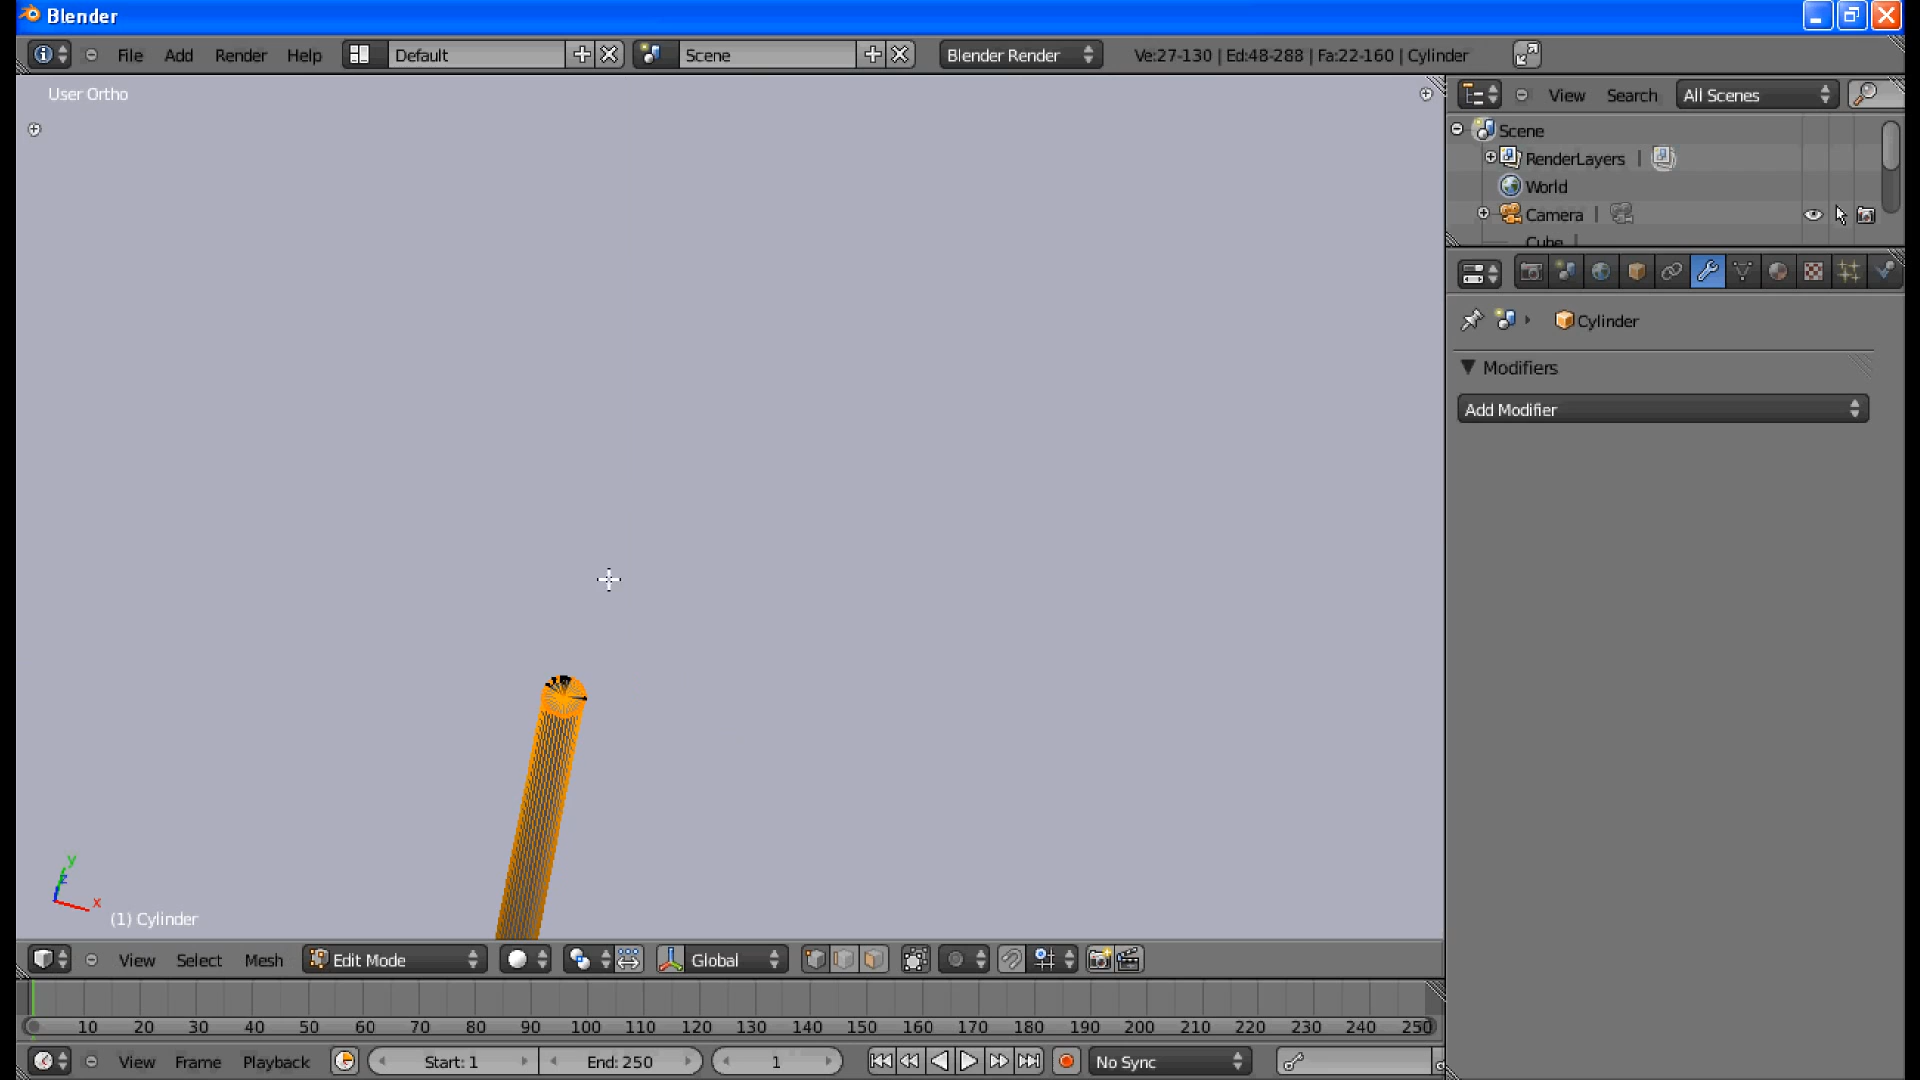 Blender
File Add Render Help Default Scene Blender Render Ve:27-130 | Ed:48-288 | Fa:22-160 | Cylinder
User Ortho
View Search All Scenes
Scene
RenderLayers |
World
Camera |
Cube |
Cylinder
Modifiers
Add Modifier
y
z
x
(1) Cylinder
View Select Mesh Edit Mode Global
10 20 30 40 50 60 70 80 90 100 110 120 130 140 150 160 170 180 190 200 210 220 230 240 250
View Frame Playback Start: 1 End: 250 1 No Sync